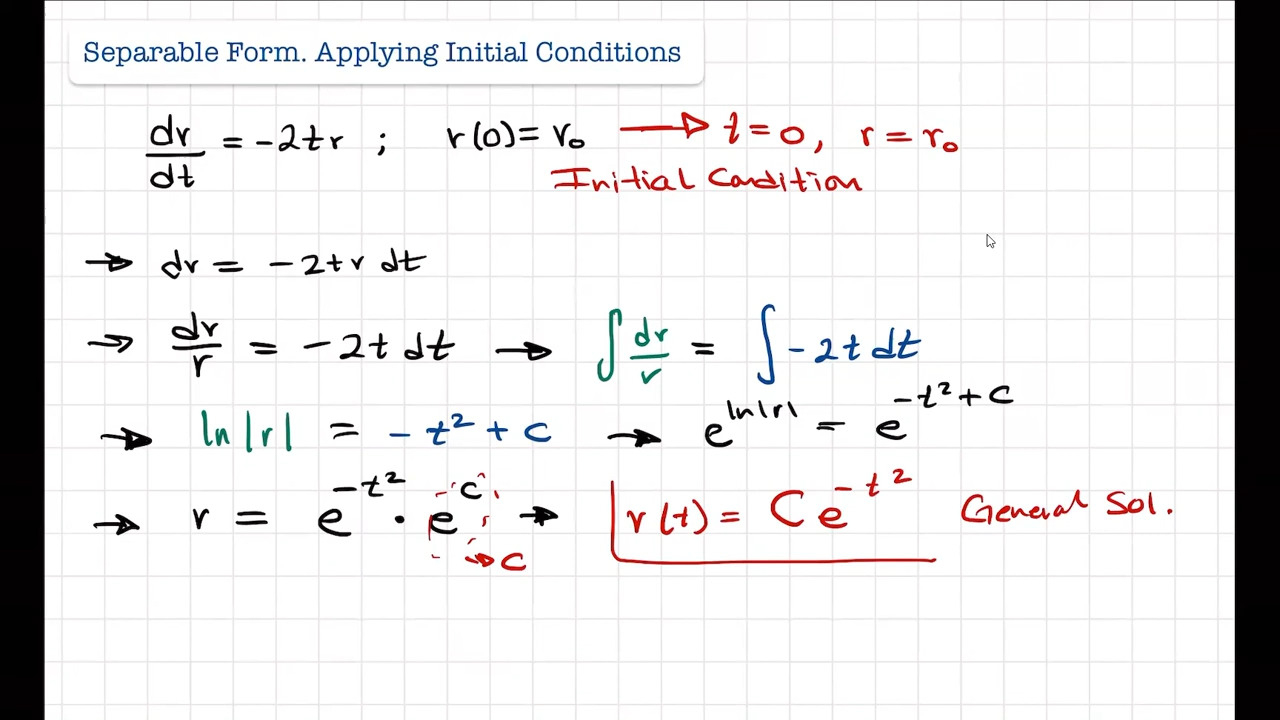 Separable Form. Applying Initial Conditions
dr/dt = -2tr ; r(0) = r₀ → t = 0, r = r₀
Initial Condition
→ dr = -2tr dt
→ dr/r = -2t dt → ∫ dr/r = ∫ -2t dt
→ ln|r| = -t² + c → e^(ln|r|) = e^(-t² + c)
→ r = e^(-t²) · e^c → r(t) = C e^(-t²) General Sol.
→ c